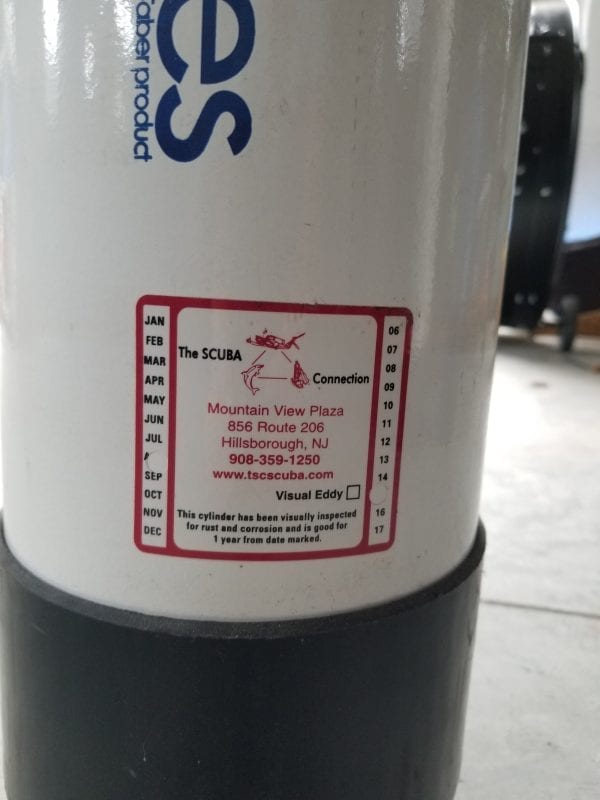 es
aber product
JAN
FEB
MAR
APR
MAY
JUN
JUL
SEP
OCT
NOV
DEC
The SCUBA
Connection
Mountain View Plaza
856 Route 206
Hillsborough, NJ
908-359-1250
www.tscscuba.com
Visual Eddy
This cylinder has been visually inspected
for rust and corrosion and is good for
1 year from date marked.
06
07
08
09
10
11
12
13
14
16
17